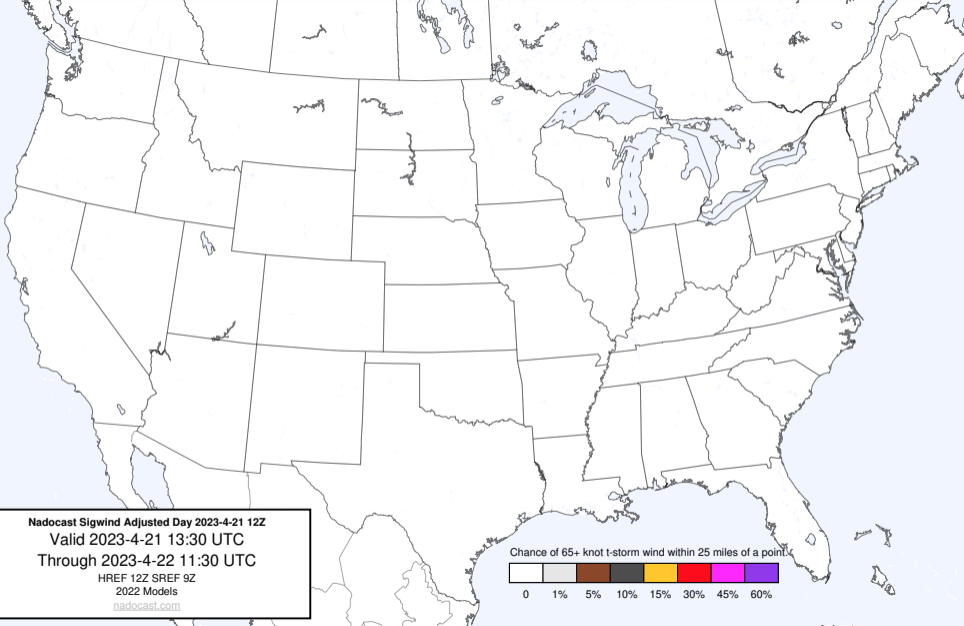 Nadocast Sigwind Adjusted Day 2023-4-21 12Z
Valid 2023-4-21 13:30 UTC
Through 2023-4-22 11:30 UTC
HREF 12Z SREF 9Z
2022 Models
nadocast.com
Chance of 65+ knot t-storm wind within 25 miles of a point.
0 1% 5% 10% 15% 30% 45% 60%